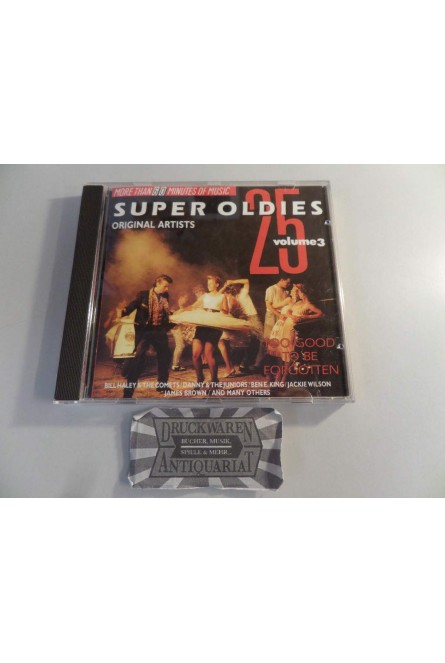 MORE THAN MINUTES OF MUSIC
SUPER OLDIES
25
ORIGINAL ARTISTS
volume 3
TOO GOOD
TO BE
FORGOTTEN
BILL HALEY & THE COMETS/DANNY & THE JUNIORS/BEN E. KING/JACKIE WILSON
JAMES BROWN/AND MANY OTHERS
DRUCKWAREN
BÜCHER, MUSIK,
SPIELE & MEHR...
ANTIQUARIAT